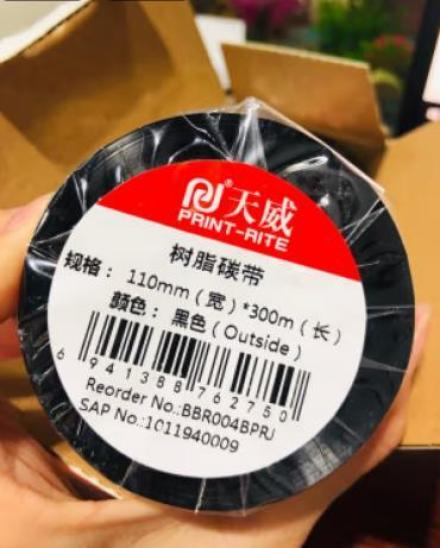 天威
PRINT-RITE
树脂碳带
规格：110mm（宽）*300m（长）
颜色：黑色（Outside）
6 941388 762750
Reorder No.:BBR004BPRJ
SAP No.:1011940009